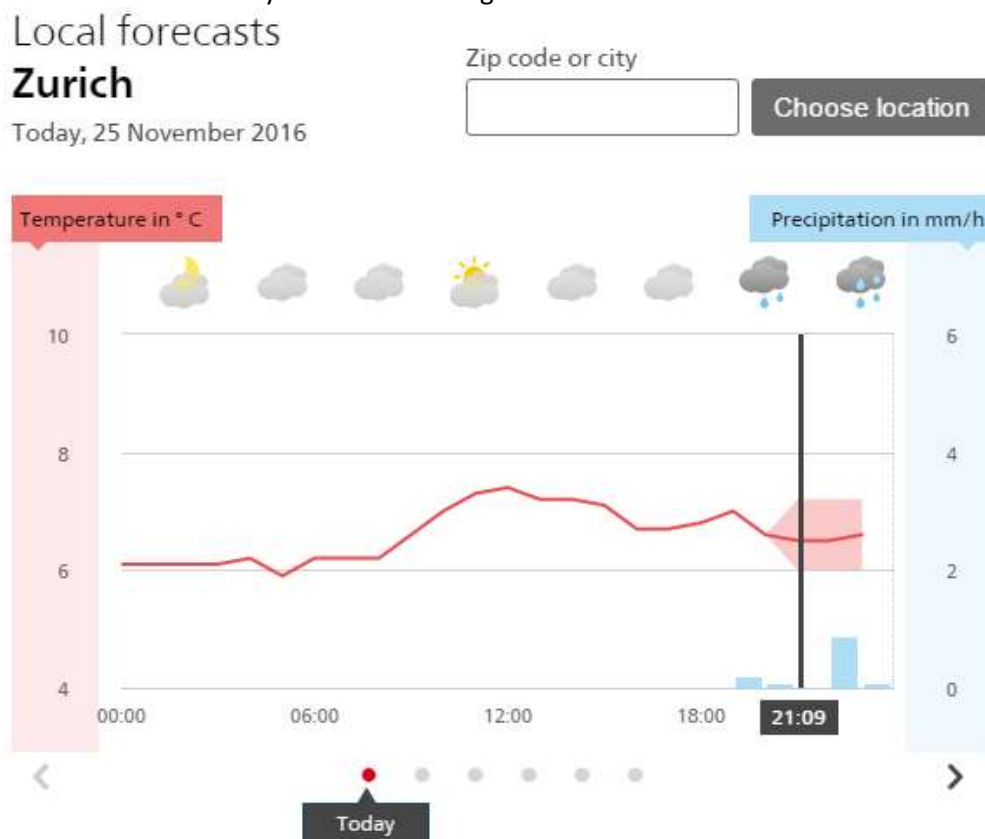 Local forecasts
Zurich
Today, 25 November 2016
Zip code or city
Choose location
Temperature in ° C
Precipitation in mm/h
10
6
8
4
6
2
4
0
00:00 06:00 12:00 18:00 21:09
Today